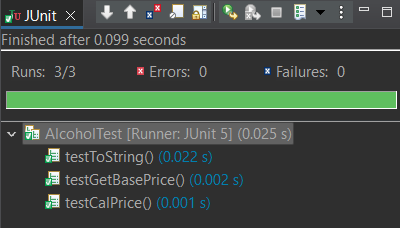 JUnit
Finished after 0.099 seconds
Runs: 3/3 Errors: 0 Failures: 0
AlcoholTest [Runner: JUnit 5] (0.025 s)
testToString() (0.022 s)
testGetBasePrice() (0.002 s)
testCalPrice() (0.001 s)